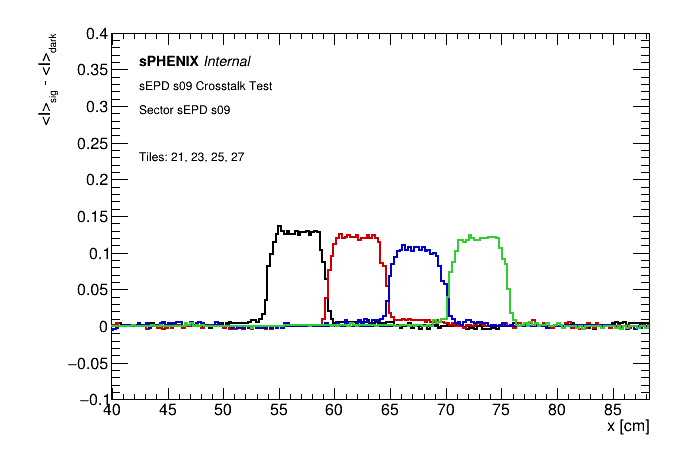 <I>sig - <I>dark
0.4
0.35
0.3
0.25
0.2
0.15
0.1
0.05
0
−0.05
−0.1
sPHENIX Internal
sEPD s09 Crosstalk Test
Sector sEPD s09
Tiles: 21, 23, 25, 27
40 45 50 55 60 65 70 75 80 85
x [cm]